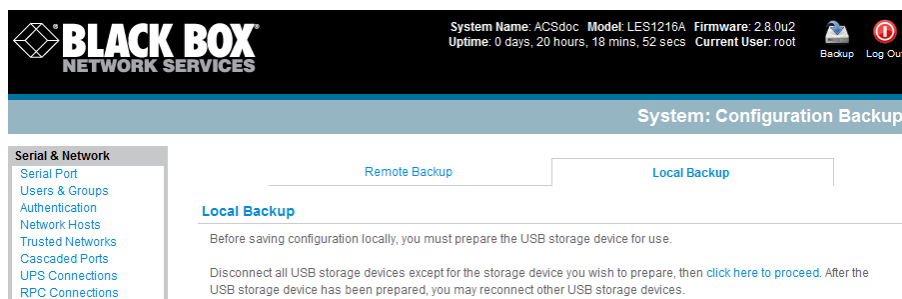 BLACK BOX®
NETWORK SERVICES
System Name: ACSdoc Model: LES1216A Firmware: 2.8.0u2
Uptime: 0 days, 20 hours, 18 mins, 52 secs Current User: root
Backup Log Out
System: Configuration Backup
Serial & Network
Serial Port
Users & Groups
Authentication
Network Hosts
Trusted Networks
Cascaded Ports
UPS Connections
RPC Connections
Remote Backup Local Backup
Local Backup
Before saving configuration locally, you must prepare the USB storage device for use.
Disconnect all USB storage devices except for the storage device you wish to prepare, then click here to proceed. After the
USB storage device has been prepared, you may reconnect other USB storage devices.